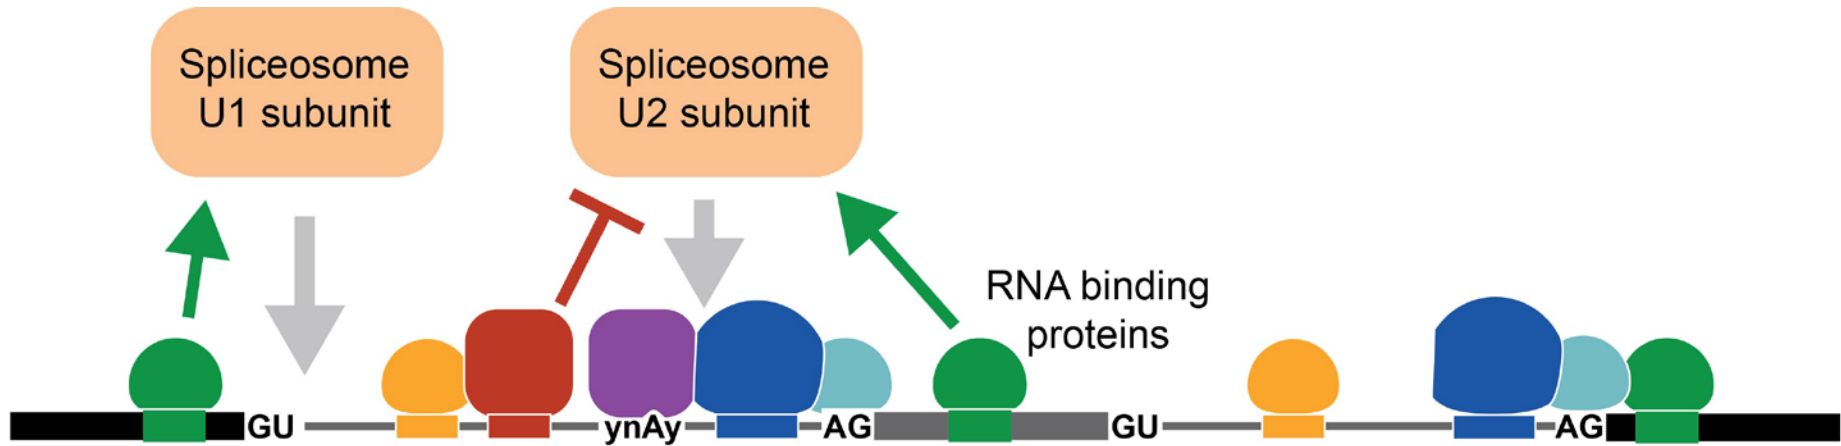 Spliceosome
U1 subunit
Spliceosome
U2 subunit
RNA binding
proteins
GU
ynAy
AG
GU
AG